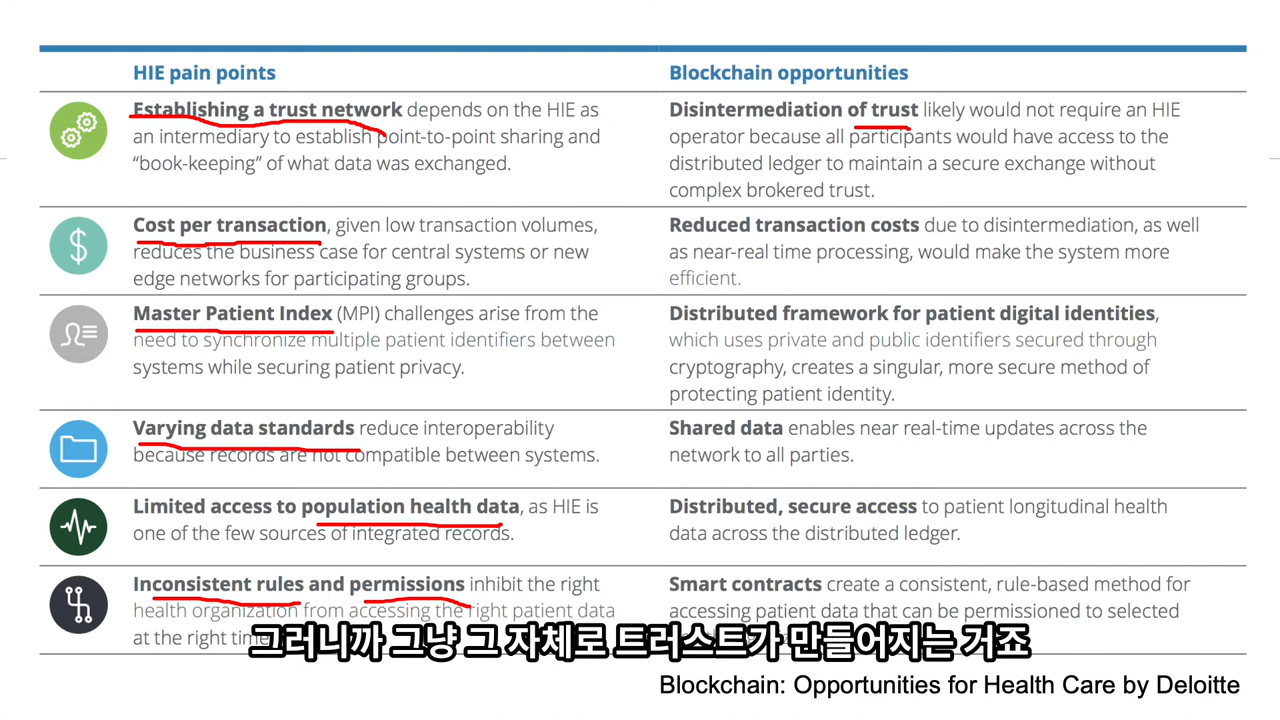 HIE pain points
Blockchain opportunities
Establishing a trust network depends on the HIE as
an intermediary to establish point-to-point sharing and
“book-keeping” of what data was exchanged.
Disintermediation of trust likely would not require an HIE
operator because all participants would have access to the
distributed ledger to maintain a secure exchange without
complex brokered trust.
Cost per transaction, given low transaction volumes,
reduces the business case for central systems or new
edge networks for participating groups.
Reduced transaction costs due to disintermediation, as well
as near-real time processing, would make the system more
efficient.
Master Patient Index (MPI) challenges arise from the
need to synchronize multiple patient identifiers between
systems while securing patient privacy.
Distributed framework for patient digital identities,
which uses private and public identifiers secured through
cryptography, creates a singular, more secure method of
protecting patient identity.
Varying data standards reduce interoperability
because records are not compatible between systems.
Shared data enables near real-time updates across the
network to all parties.
Limited access to population health data, as HIE is
one of the few sources of integrated records.
Distributed, secure access to patient longitudinal health
data across the distributed ledger.
Inconsistent rules and permissions inhibit the right
health organization from accessing the right patient data
at the right time.
Smart contracts create a consistent, rule-based method for
accessing patient data that can be permissioned to selected
그러니까 그냥 그 자체로 트러스트가 만들어지는 거죠
Blockchain: Opportunities for Health Care by Deloitte